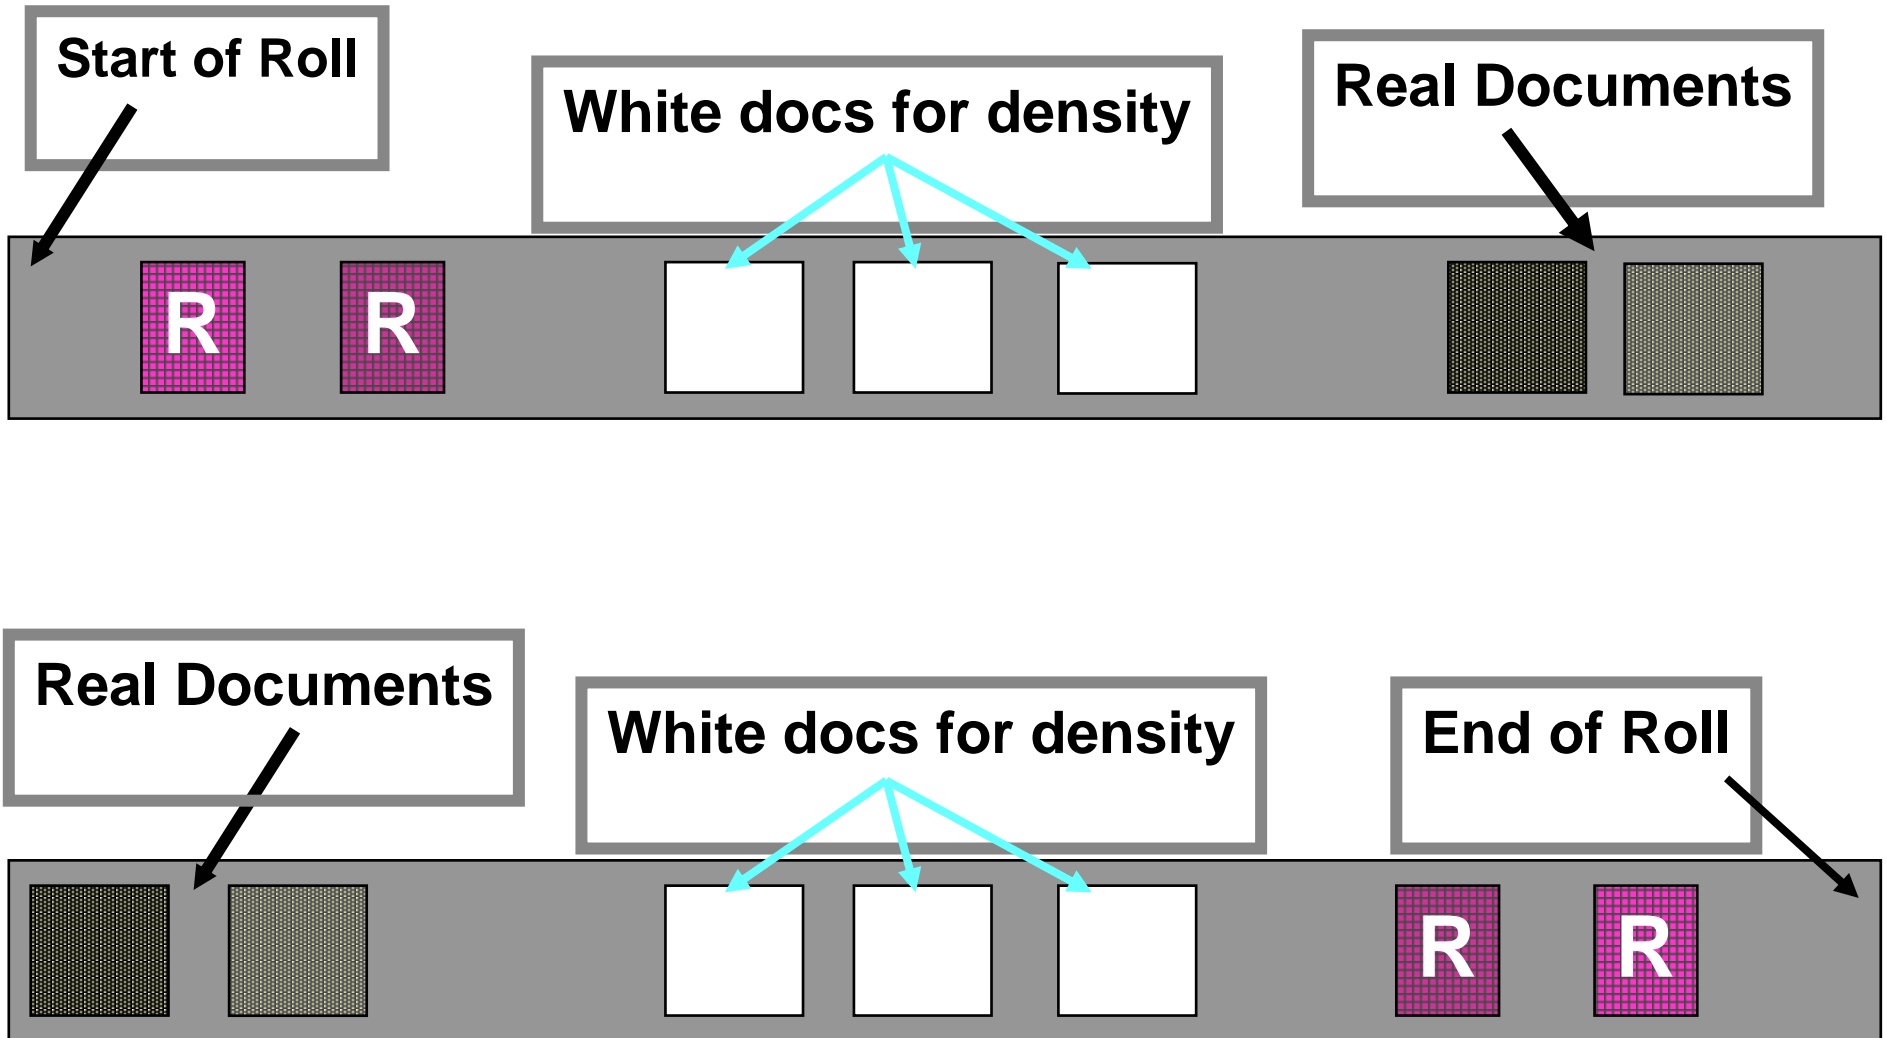 Start of Roll
White docs for density
Real Documents
R R
Real Documents
White docs for density
End of Roll
R R